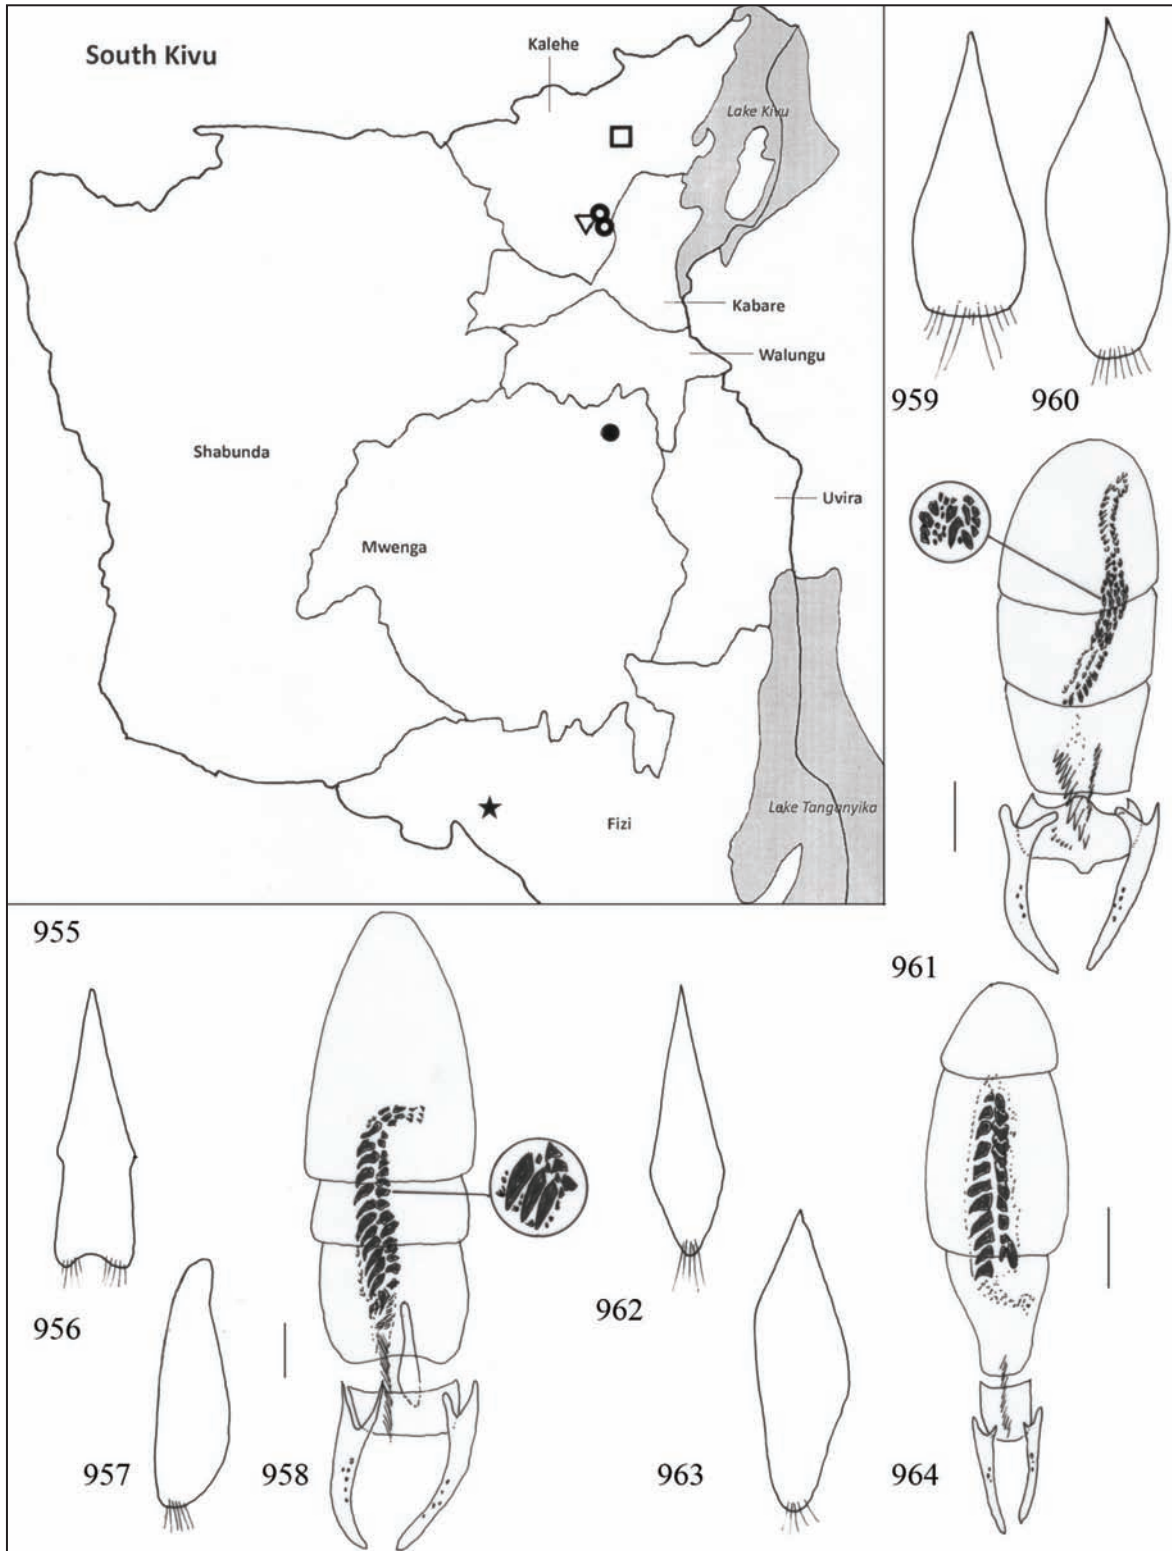 South Kivu
Kalehe
Lake Kivu
Kabare
Walungu
Shabunda
Uvira
Mwenga
Lake Tanganyika
Fizi
959
960
961
955
956
957
958
962
963
964